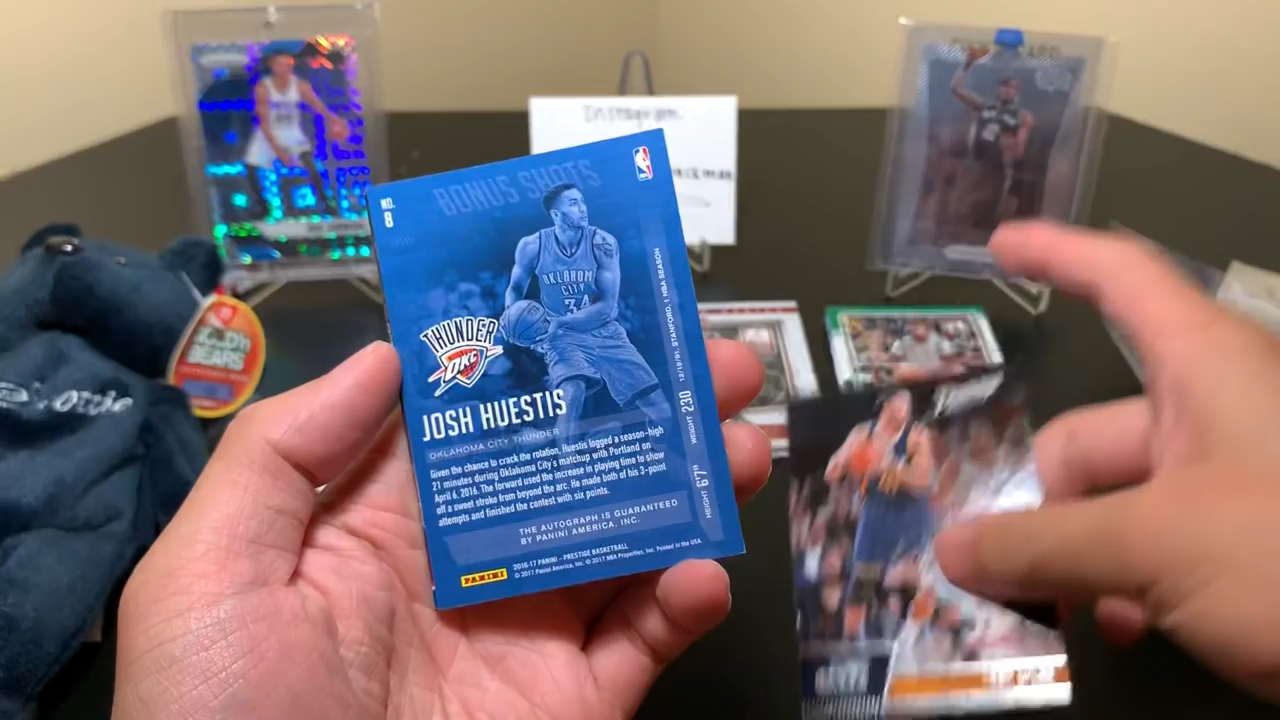 Instagram
BONUS SHOTS
NO.
8
OKLAHOMA
CITY
34
THUNDER
OKC
JOSH HUESTIS
OKLAHOMA CITY THUNDER
Given the chance to crack the rotation, Huestis logged a season-high
21 minutes during Oklahoma City's matchup with Portland on
April 6, 2016. The forward used the increase in playing time to show
off a sweet stroke from beyond the arc. He made both of his 3-point
attempts and finished the contest with six points.
THE AUTOGRAPH IS GUARANTEED
BY PANINI AMERICA, INC.
PANINI
2016-17 PANINI – PRESTIGE BASKETBALL
© 2017 Panini America, Inc. © 2017 NBA Properties, Inc. Printed in the USA
HEIGHT 6'7" WEIGHT 230 12/19/91, STANFORD, 1 NBA SEASON
BEARS